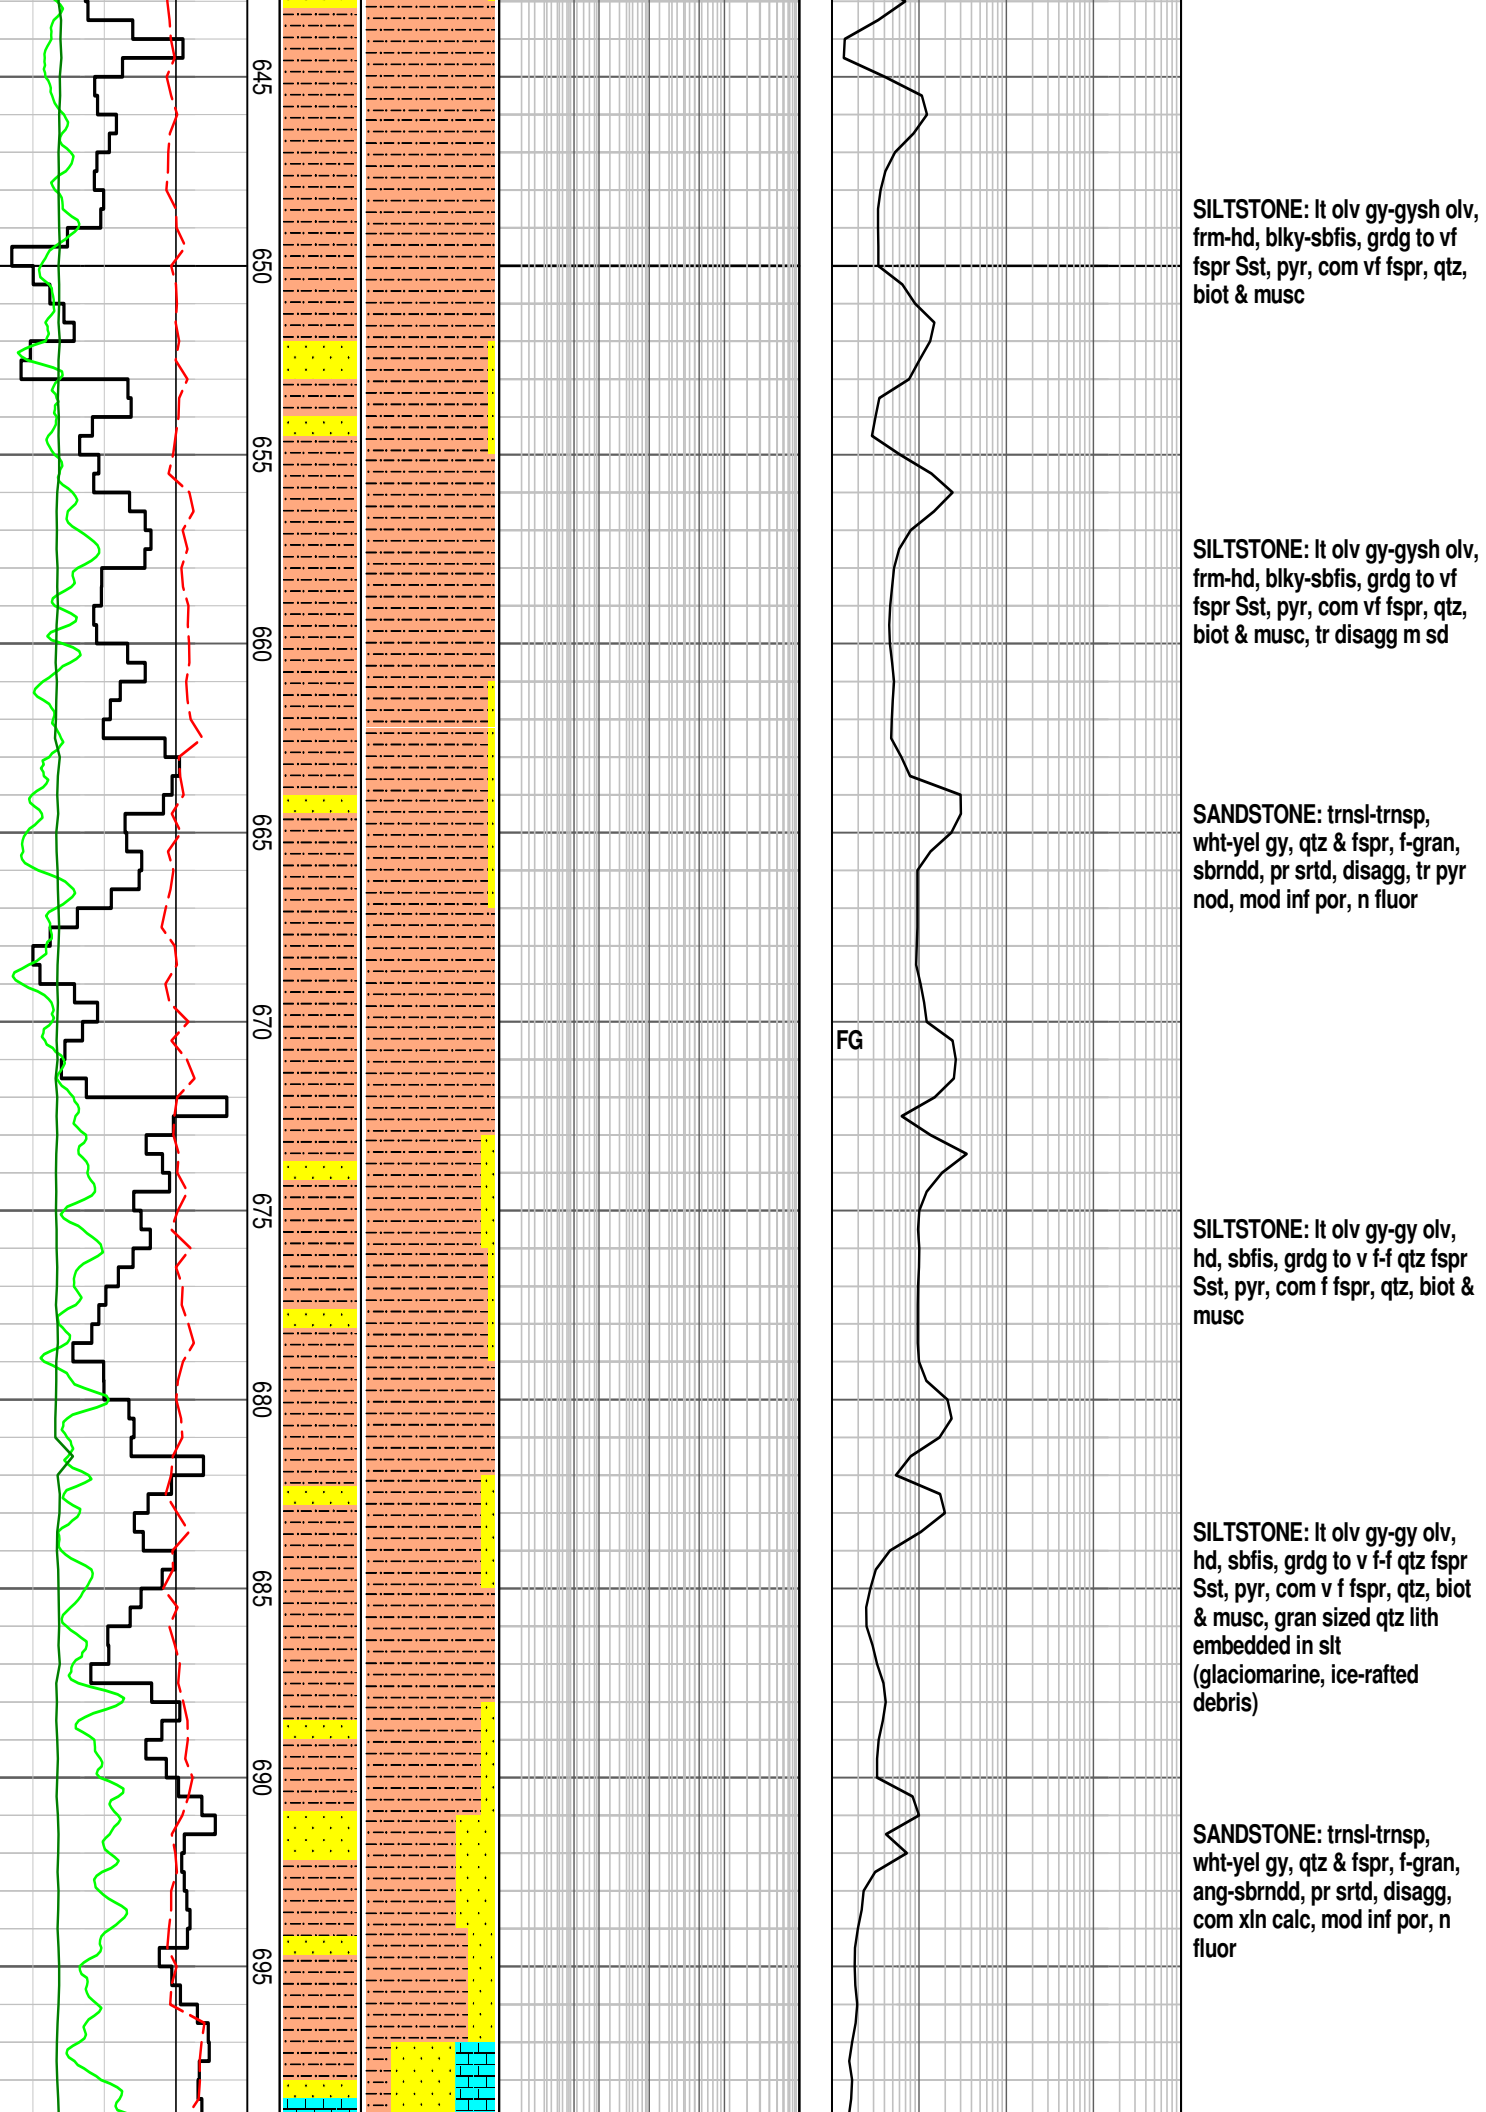 645
SILTSTONE: lt olv gy-gysh olv,
frm-hd, blky-sbfis, grdg to vf
fspr Sst, pyr, com vf fspr, qtz,
biot & musc
650
655
SILTSTONE: lt olv gy-gysh olv,
frm-hd, blky-sbfis, grdg to vf
fspr Sst, pyr, com vf fspr, qtz,
biot & musc, tr disagg m sd
660
665
SANDSTONE: trnsl-trnsp,
wht-yel gy, qtz & fspr, f-gran,
sbrndd, pr srtd, disagg, tr pyr
nod, mod inf por, n fluor
670
FG
675
SILTSTONE: lt olv gy-gy olv,
hd, sbfis, grdg to v f-f qtz fspr
Sst, pyr, com f fspr, qtz, biot &
musc
680
685
SILTSTONE: lt olv gy-gy olv,
hd, sbfis, grdg to v f-f qtz fspr
Sst, pyr, com v f fspr, qtz, biot
& musc, gran sized qtz lith
embedded in slt
(glaciomarine, ice-rafted
debris)
690
SANDSTONE: trnsl-trnsp,
wht-yel gy, qtz & fspr, f-gran,
ang-sbrndd, pr srtd, disagg,
com xln calc, mod inf por, n
fluor
695